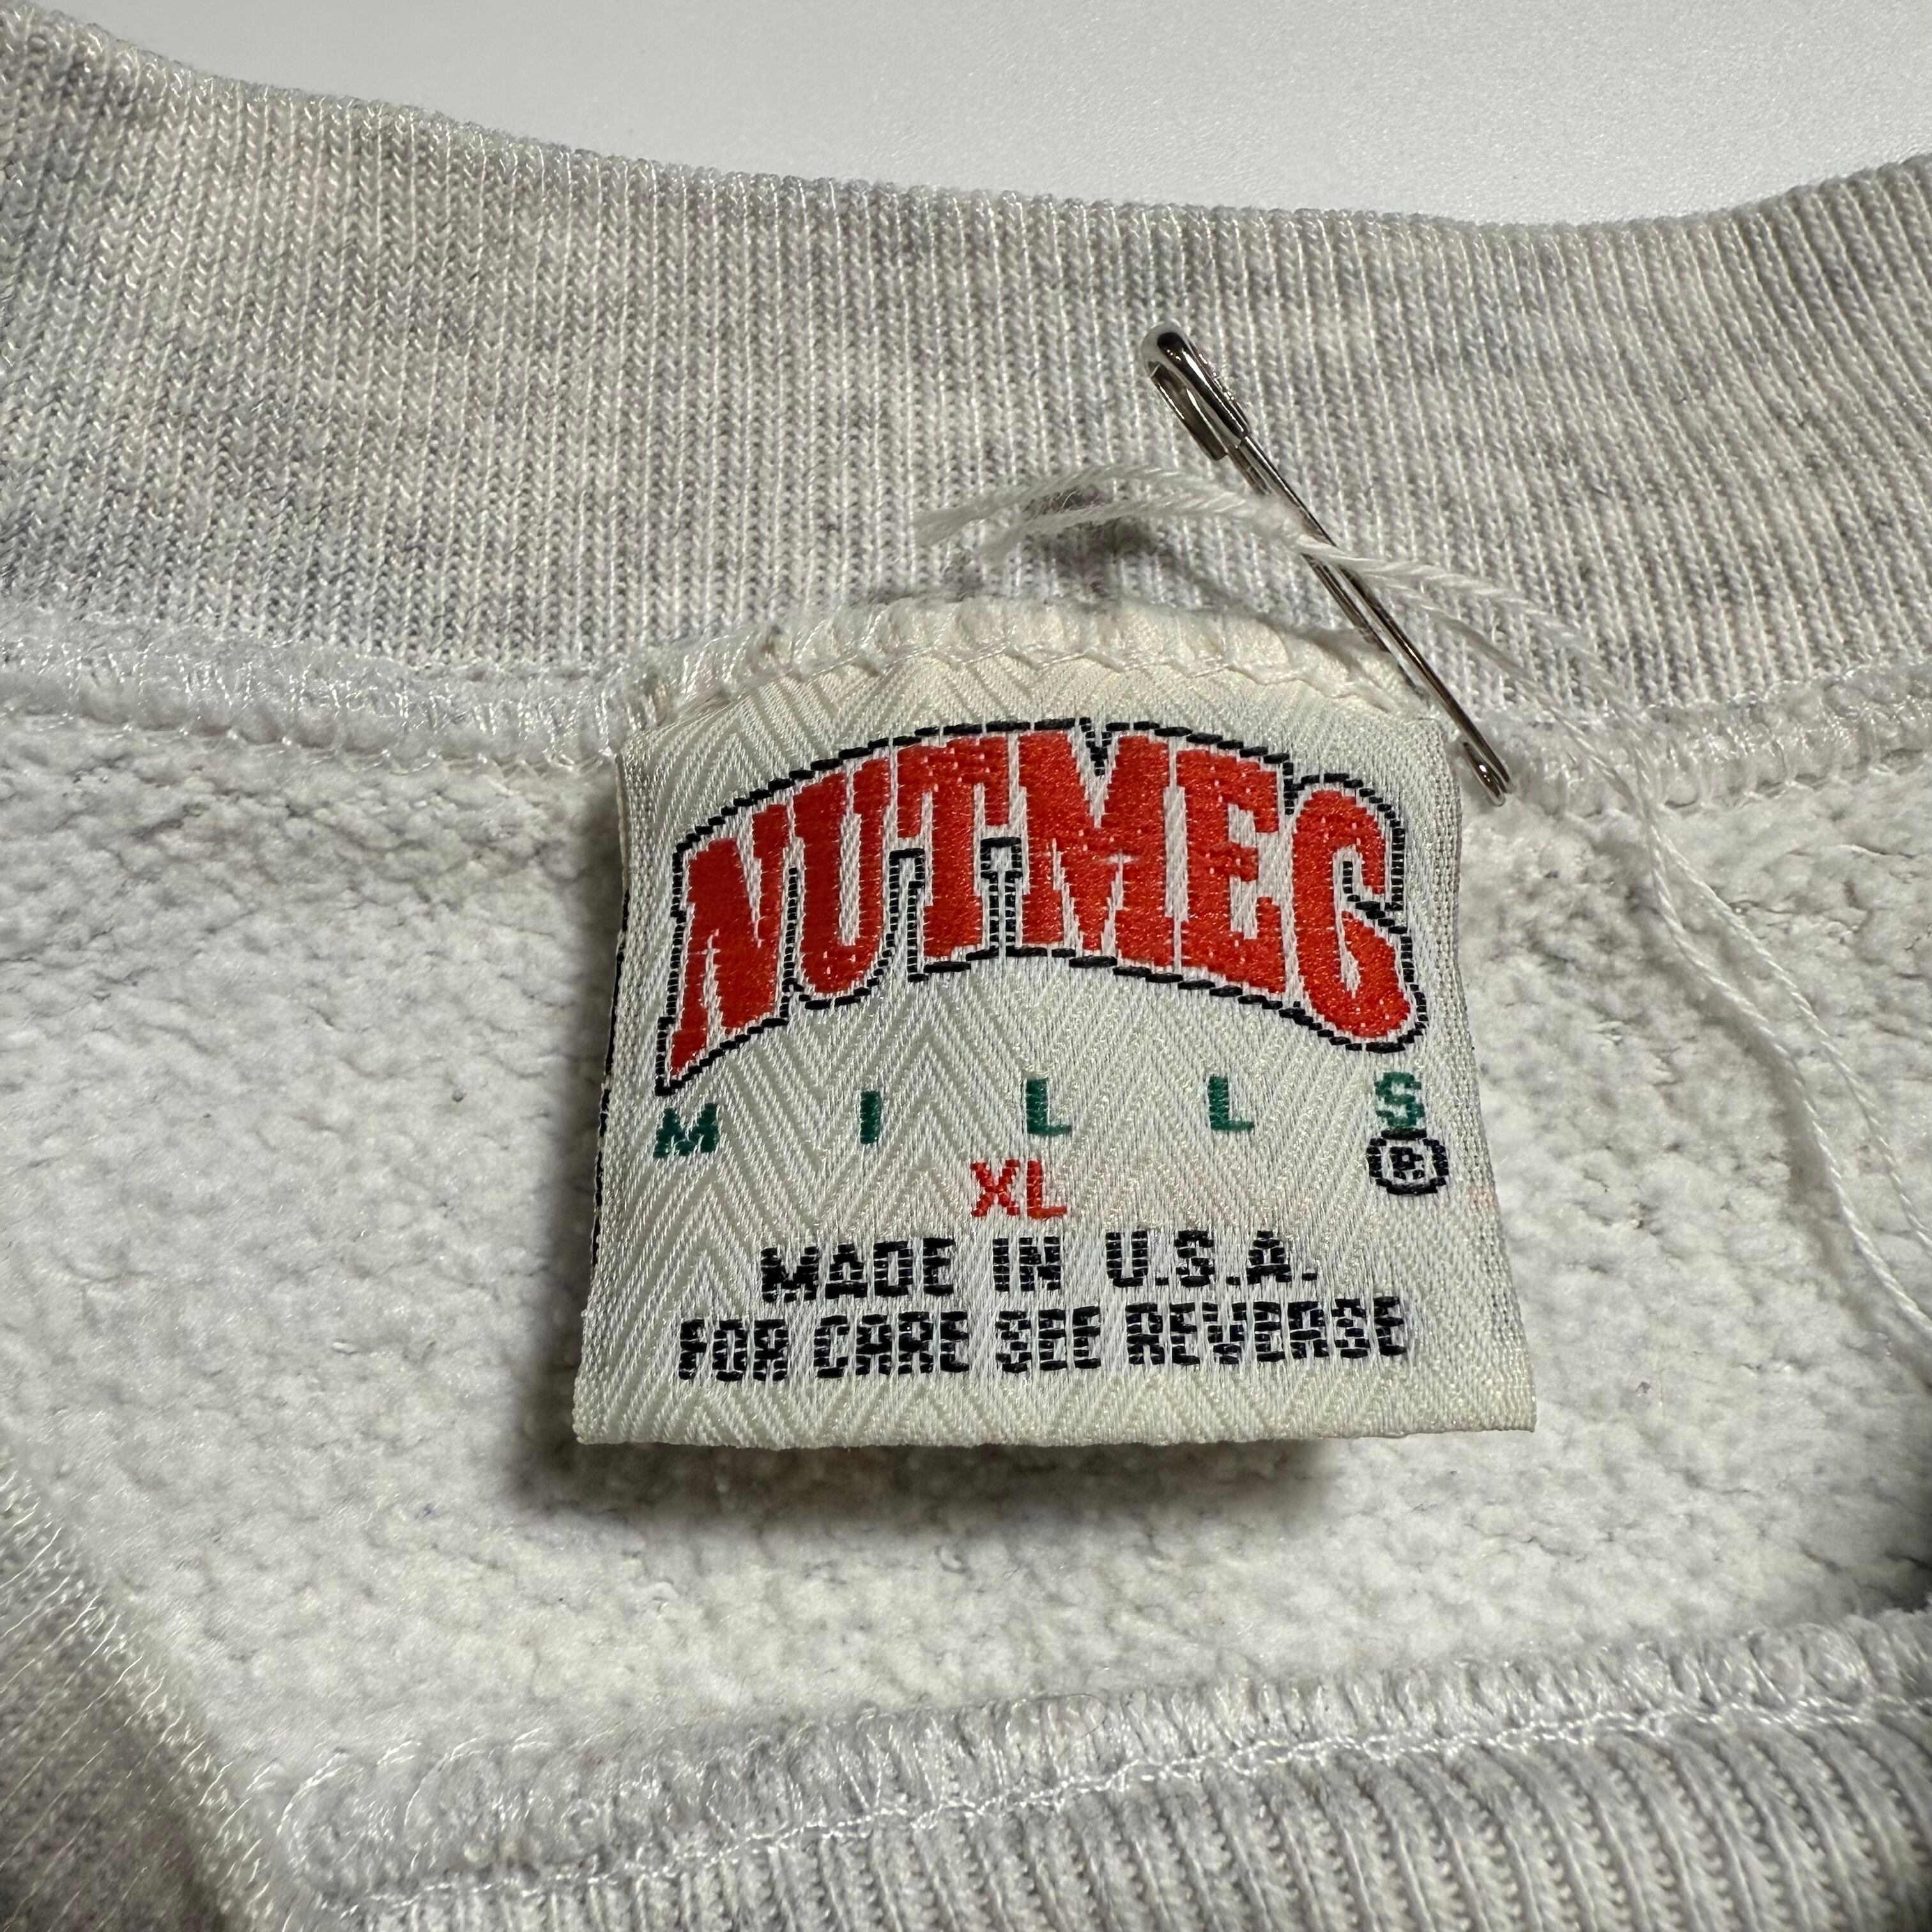 NUTMEG
MILLS
®
XL
MADE IN U.S.A.
FOR CARE SEE REVERSE